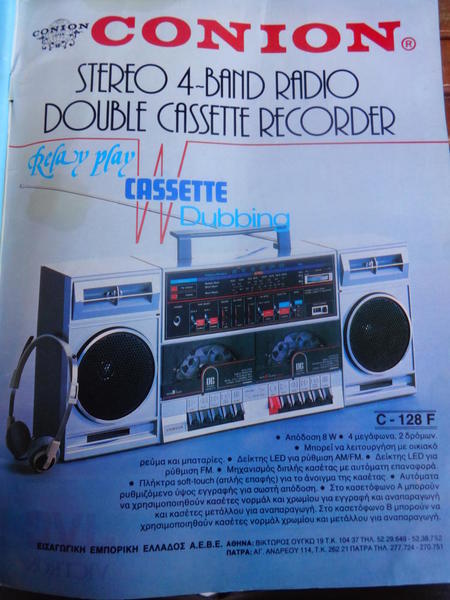 CONION
CONION®
STEREO 4-BAND RADIO
DOUBLE CASSETTE RECORDER
Relay play
W
CASSETTE
Dubbing
C - 128 F
• Απόδοση 8 W • 4 μεγάφωνα, 2 δρόμων.
• Μπορεί να λειτουργήσει με οικιακό
ρεύμα και μπαταρίες. • Δείκτης LED για ρύθμιση AM/FM. • Δείκτης LED για
ρύθμιση FM. • Μηχανισμός διπλής κασέτας με αυτόματη επαναφορά.
• Πλήκτρα soft-touch (απλής επαφής) για το άνοιγμα της κασέτας. • Αυτόματα
ρυθμιζόμενο ύψος εγγραφής για σωστή απόδοση. • Στο κασετόφωνο Α μπορούν
να χρησιμοποιηθούν κασέτες νορμάλ και χρωμίου για εγγραφή και αναπαραγωγή
και κασέτες μετάλλου για αναπαραγωγή. Στο κασετόφωνο Β μπορούν να
χρησιμοποιηθούν κασέτες νορμάλ χρωμίου και μετάλλου για αναπαραγωγή.
ΕΙΣΑΓΩΓΙΚΗ ΕΜΠΟΡΙΚΗ ΕΛΛΑΔΟΣ Α.Ε.Β.Ε. ΑΘΗΝΑ: ΒΙΚΤΩΡΟΣ ΟΥΓΚΩ 19 Τ.Κ. 104 37 ΤΗΛ. 52.29.648 - 52.38.752
ΠΑΤΡΑ: ΑΓ. ΑΝΔΡΕΟΥ 114, Τ.Κ. 262 21 ΠΑΤΡΑ ΤΗΛ. 277.724 - 270.751